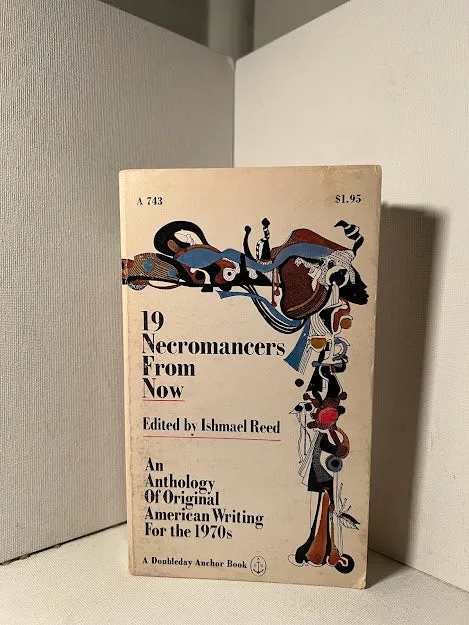 A 743
$1.95
19
Necromancers
From
Now
Edited by Ishmael Reed
An
Anthology
Of Original
American Writing
For the 1970s
A Doubleday Anchor Book